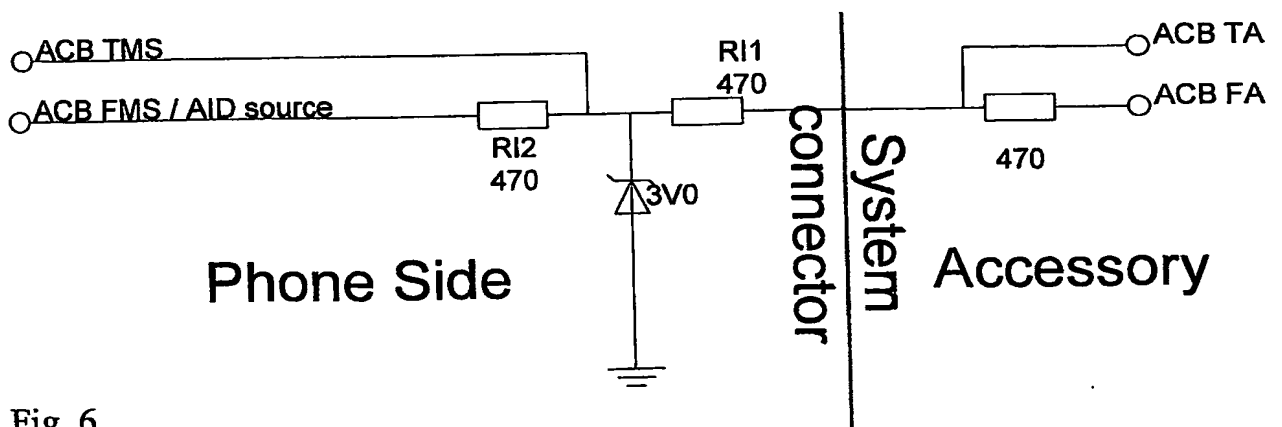 ACB TMS
ACB FMS / AID source
RI2
470
RI1
470
3V0
Phone Side
System
connector
Accessory
ACB TA
ACB FA
470
Fig. 6